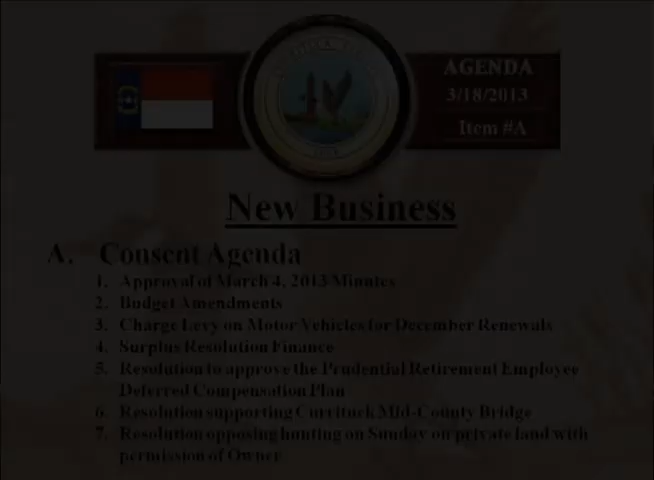 AGENDA
3/18/2013
Item #A
New Business
A. Consent Agenda
1. Approval of March 4, 2013 Minutes
2. Budget Amendments
3. Charge Levy on Motor Vehicles for December Renewals
4. Surplus Resolution Finance
5. Resolution to approve the Prudential Retirement Employee
Deferred Compensation Plan
6. Resolution supporting Currituck Mid-County Bridge
7. Resolution opposing hunting on Sunday on private land with
permission of Owner